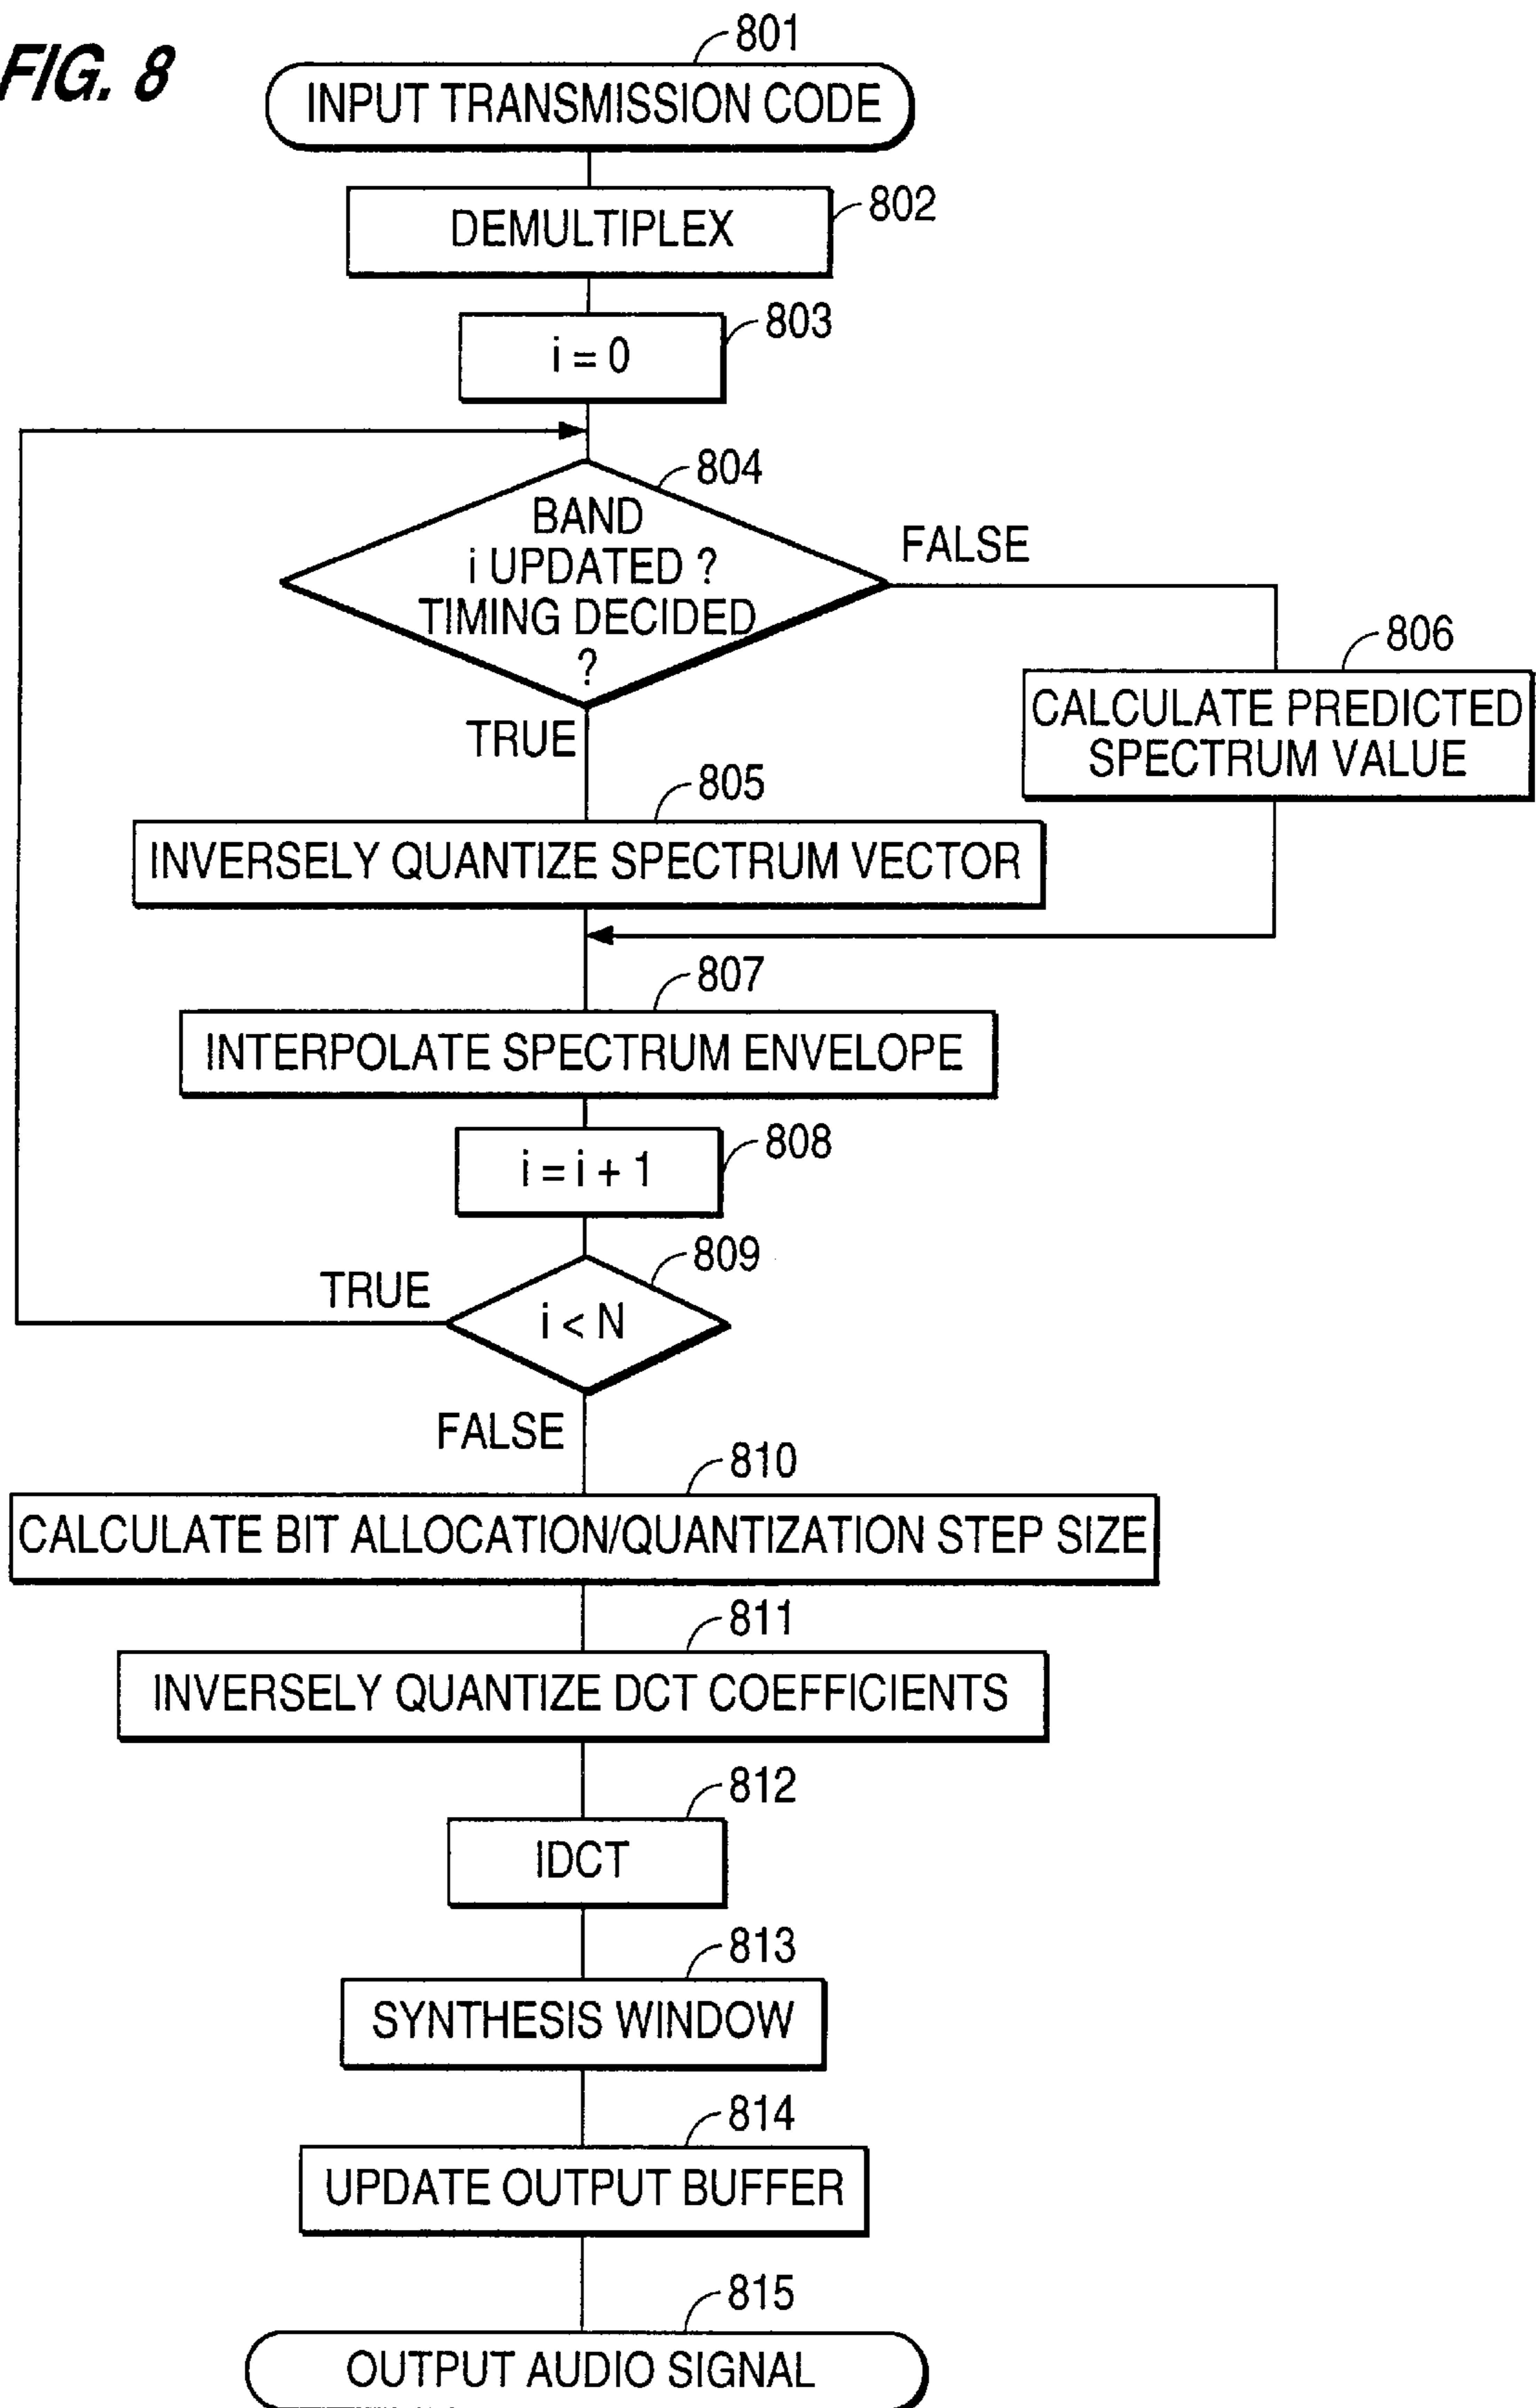 FIG. 8
801
INPUT TRANSMISSION CODE
802
DEMULTIPLEX
803
i = 0
804
BAND
i UPDATED ?
TIMING DECIDED
?
FALSE
TRUE
806
CALCULATE PREDICTED
SPECTRUM VALUE
805
INVERSELY QUANTIZE SPECTRUM VECTOR
807
INTERPOLATE SPECTRUM ENVELOPE
808
i = i + 1
809
TRUE
i < N
FALSE
810
CALCULATE BIT ALLOCATION/QUANTIZATION STEP SIZE
811
INVERSELY QUANTIZE DCT COEFFICIENTS
812
IDCT
813
SYNTHESIS WINDOW
814
UPDATE OUTPUT BUFFER
815
OUTPUT AUDIO SIGNAL